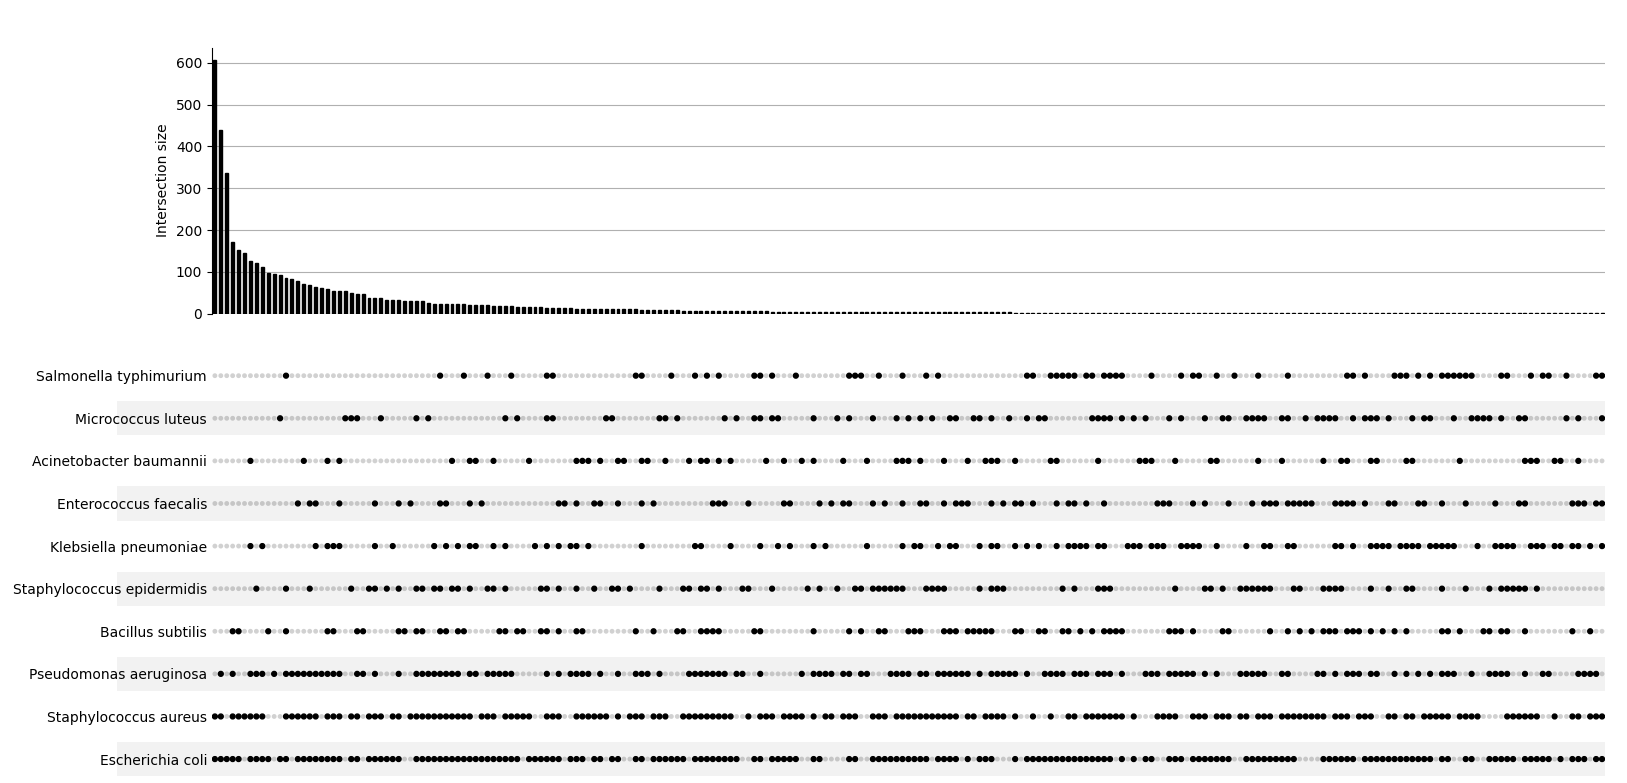 600
500
400
300
200
100
0
Intersection size
Salmonella typhimurium
Micrococcus luteus
Acinetobacter baumannii
Enterococcus faecalis
Klebsiella pneumoniae
Staphylococcus epidermidis
Bacillus subtilis
Pseudomonas aeruginosa
Staphylococcus aureus
Escherichia coli